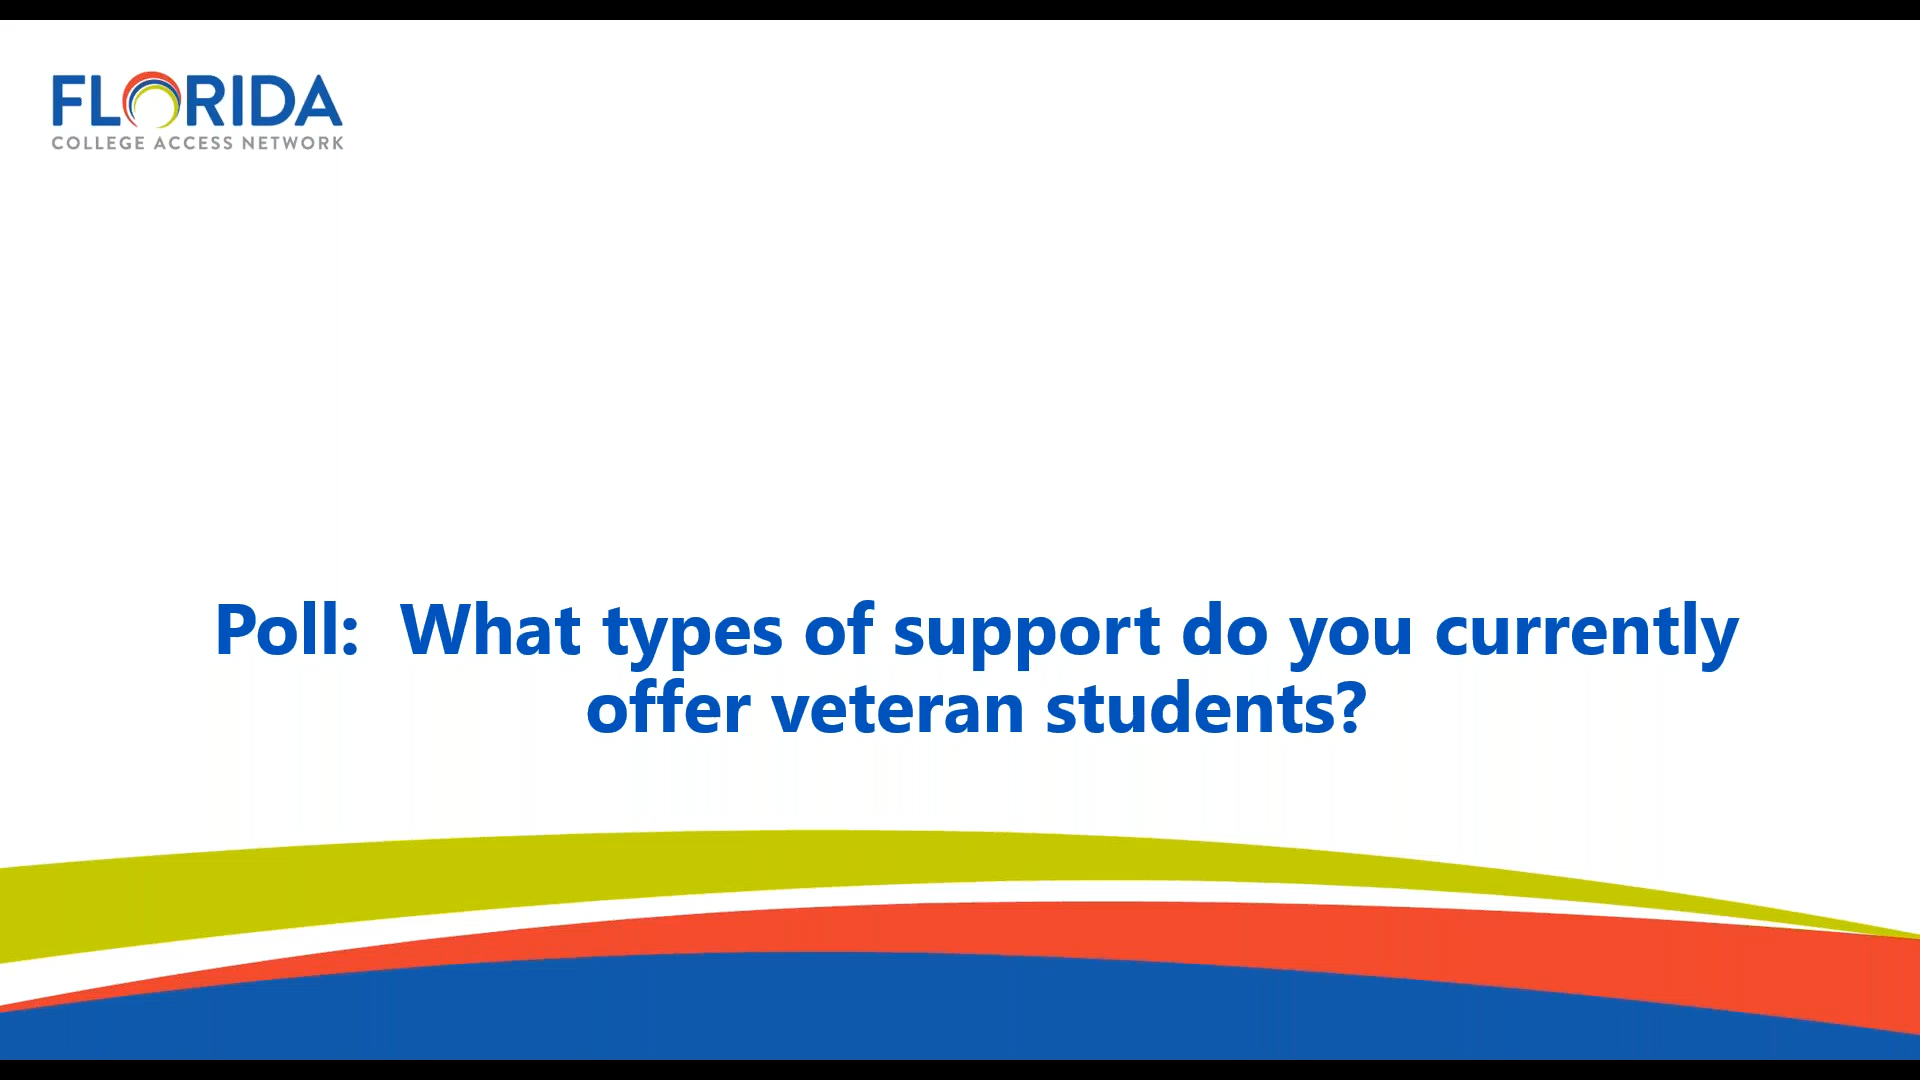 FLORIDA
COLLEGE ACCESS NETWORK
Poll: What types of support do you currently
offer veteran students?